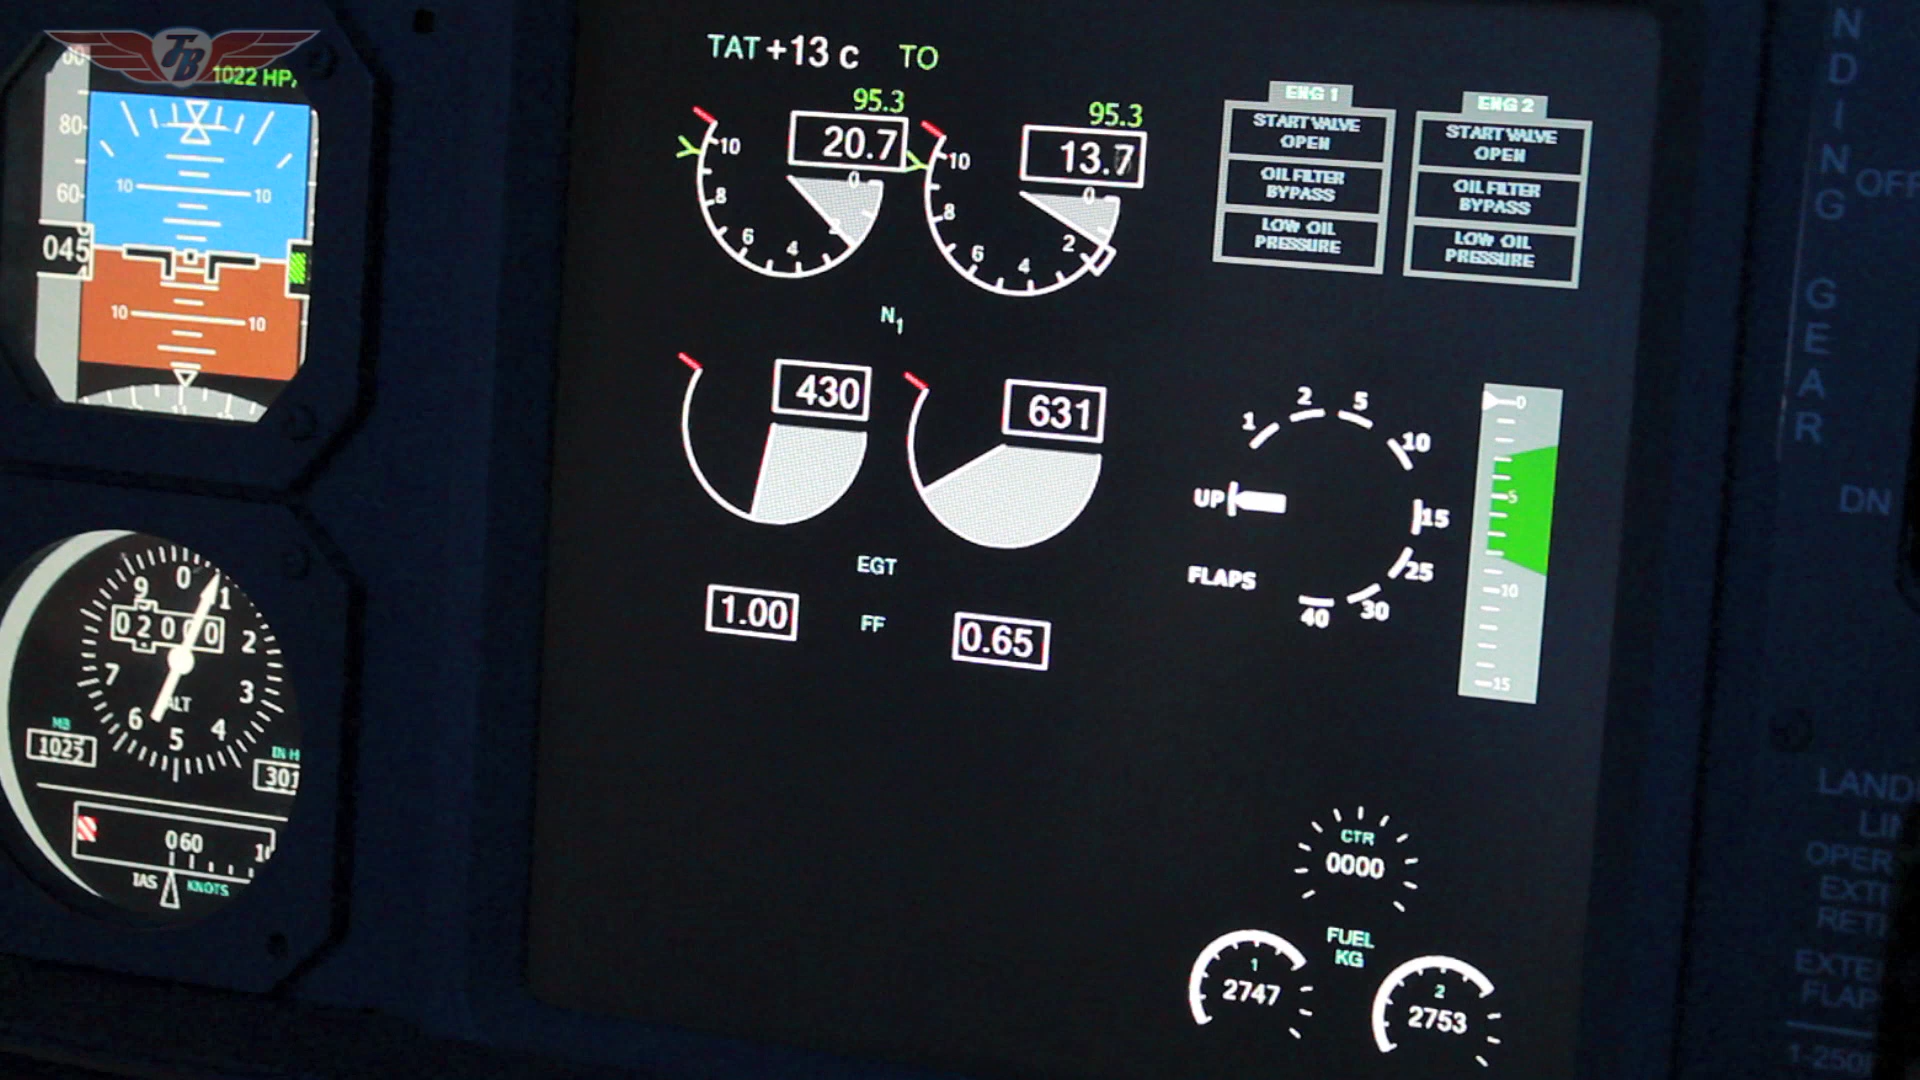 TB
1022 HP
80
60
045
10 10
10 10
TAT +13 c TO
95.3
20.7
10
8
6
4
0
95.3
13.7
10
8
6
4
2
0
N1
430
631
EGT
1.00 FF 0.65
ENG 1
START VALVE
OPEN
OIL FILTER
BYPASS
LOW OIL
PRESSURE
ENG 2
START VALVE
OPEN
OIL FILTER
BYPASS
LOW OIL
PRESSURE
UP
1
2
5
10
15
25
30
40
FLAPS
0
5
10
15
CTR
0000
FUEL
KG
1
2747
2
2753
0
1
2
3
4
5
6
7
9
ALT
MB
1025
IN H
301
060
IAS KNOTS
NDING GEAR
OFF
DN
LAND
LI
OPER
EXT
RET
EXTE
FLAP